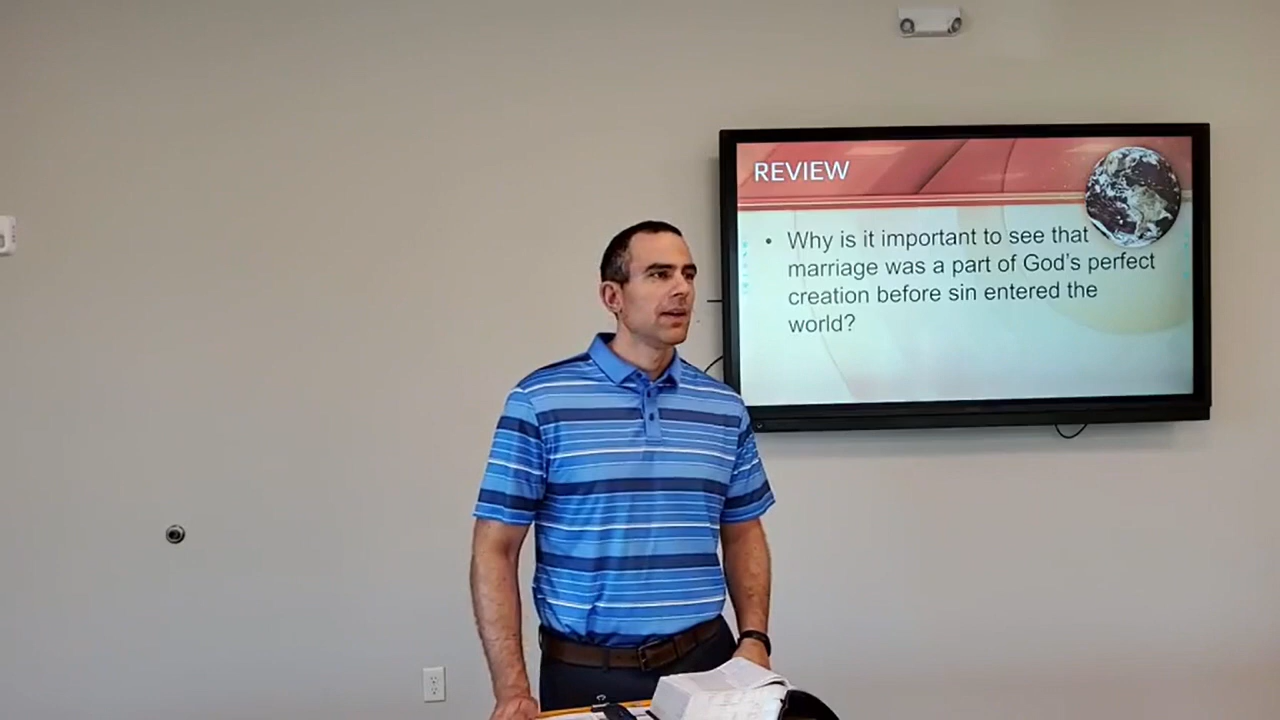 REVIEW
• Why is it important to see that
marriage was a part of God's perfect
creation before sin entered the
world?